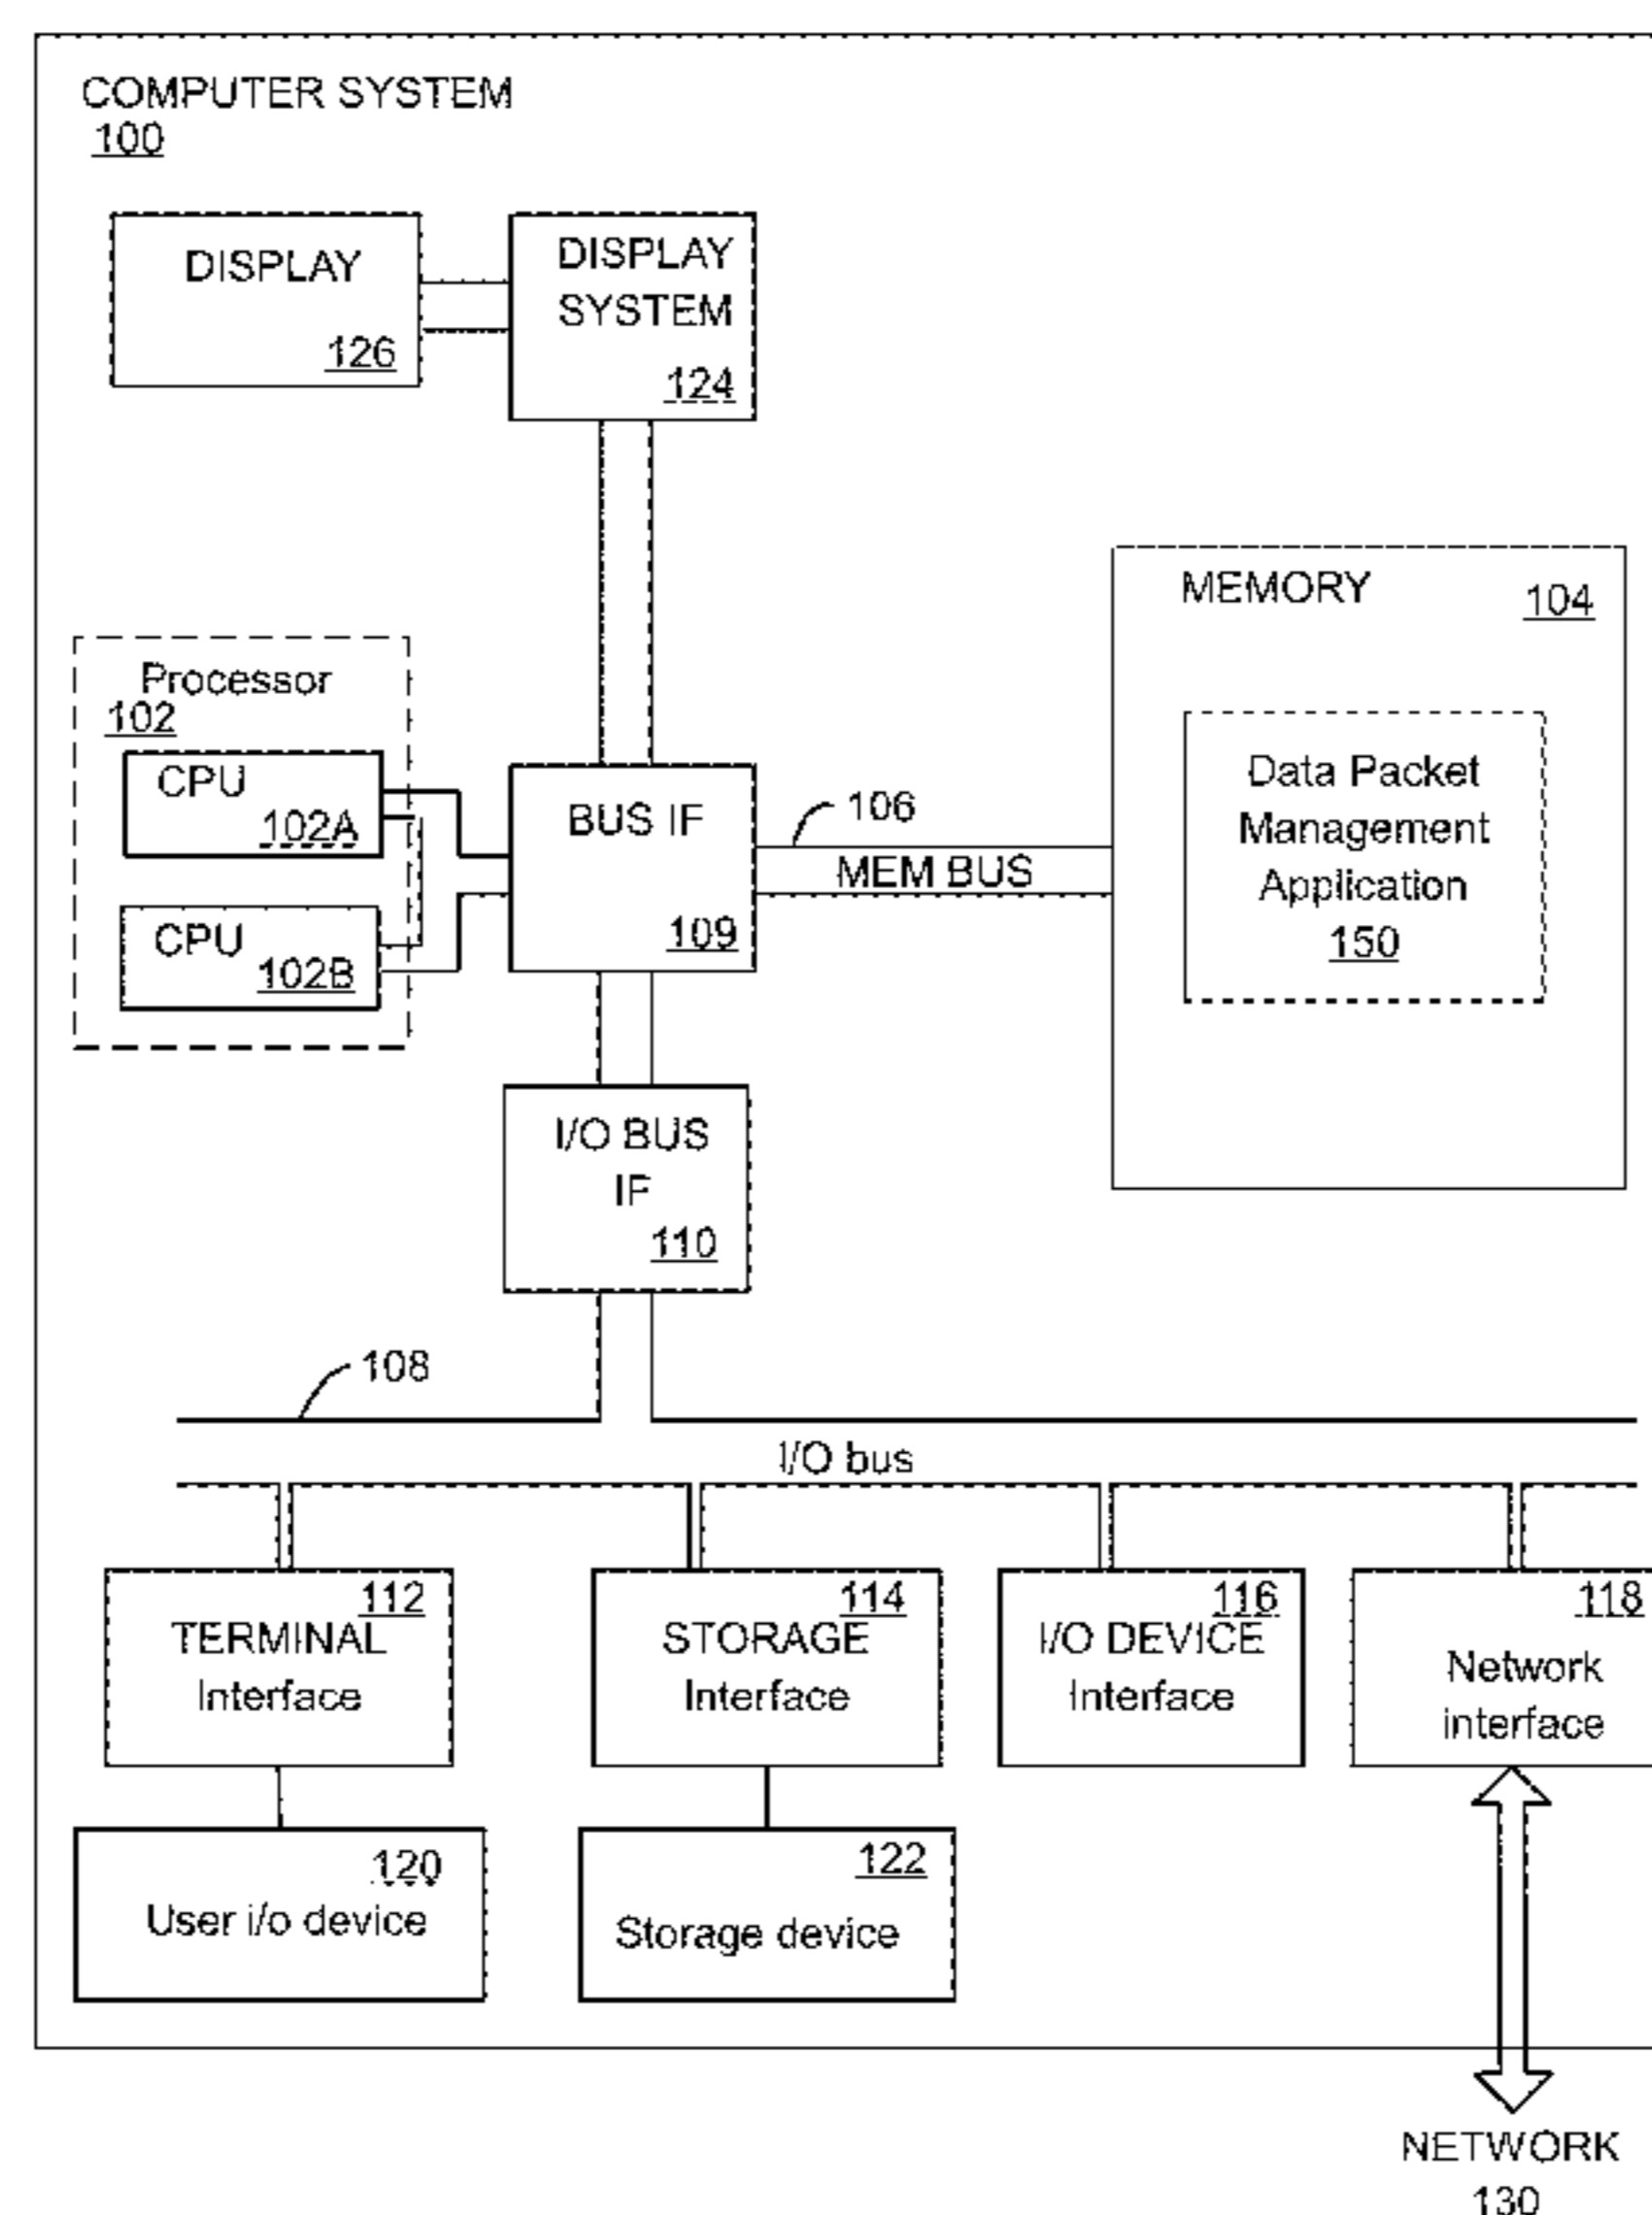 COMPUTER SYSTEM
100
DISPLAY
126
DISPLAY
SYSTEM
124
MEMORY
104
Processor
102
CPU
102A
CPU
102B
BUS IF
109
106
MEM BUS
Data Packet
Management
Application
150
I/O BUS
IF
110
108
I/O bus
112
TERMINAL
Interface
114
STORAGE
Interface
116
I/O DEVICE
Interface
118
Network
interface
120
User i/o device
122
Storage device
NETWORK
130